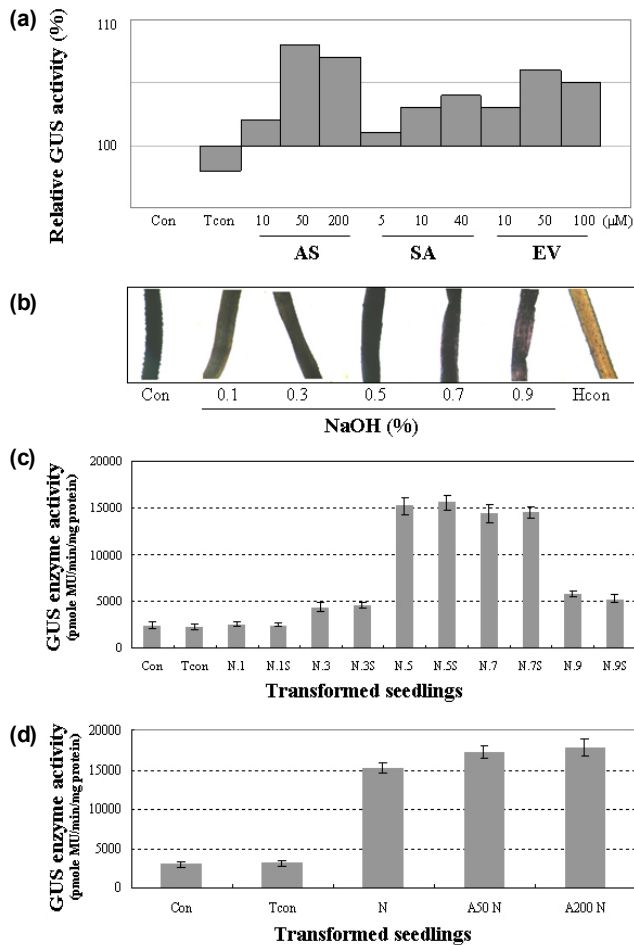 (a)
Relative GUS activity (%)
110
100
Con Tcon 10 50 200 5 10 40 10 50 100 (μM)
AS SA EV
(b)
Con 0.1 0.3 0.5 0.7 0.9 Hcon
NaOH (%)
(c)
GUS enzyme activity
(pmole MU/min/mg protein)
20000
15000
10000
5000
0
Con Tcon N.1 N.1S N.3 N.3S N.5 N.5S N.7 N.7S N.9 N.9S
Transformed seedlings
(d)
GUS enzyme activity
(pmole MU/min/mg protein)
20000
15000
10000
5000
0
Con Tcon N A50 N A200 N
Transformed seedlings